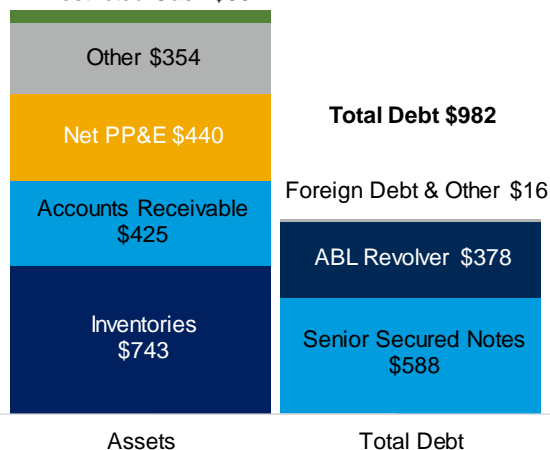 Other $354
Net PP&E $440
Accounts Receivable
$425
Inventories
$743
Total Debt $982
Foreign Debt & Other $16
ABL Revolver $378
Senior Secured Notes
$588
Assets
Total Debt